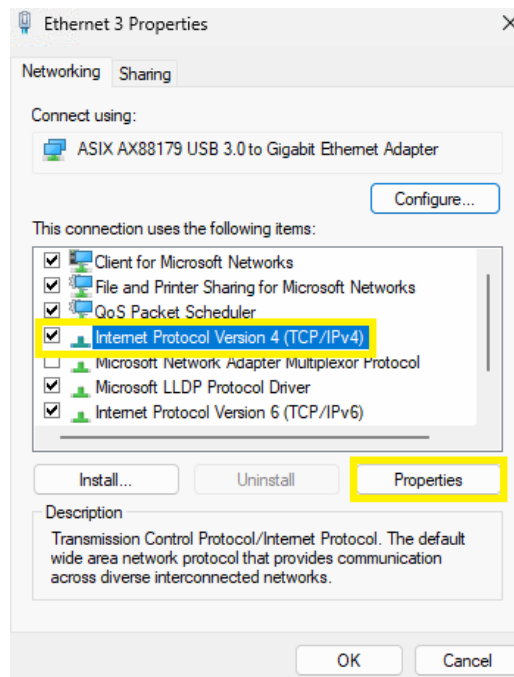 Ethernet 3 Properties
Networking
Sharing
Connect using:
ASIX AX88179 USB 3.0 to Gigabit Ethernet Adapter
Configure...
This connection uses the following items:
Client for Microsoft Networks
File and Printer Sharing for Microsoft Networks
QoS Packet Scheduler
Internet Protocol Version 4 (TCP/IPv4)
Microsoft Network Adapter Multiplexor Protocol
Microsoft LLDP Protocol Driver
Internet Protocol Version 6 (TCP/IPv6)
Install...
Uninstall
Properties
Description
Transmission Control Protocol/Internet Protocol. The default
wide area network protocol that provides communication
across diverse interconnected networks.
OK
Cancel